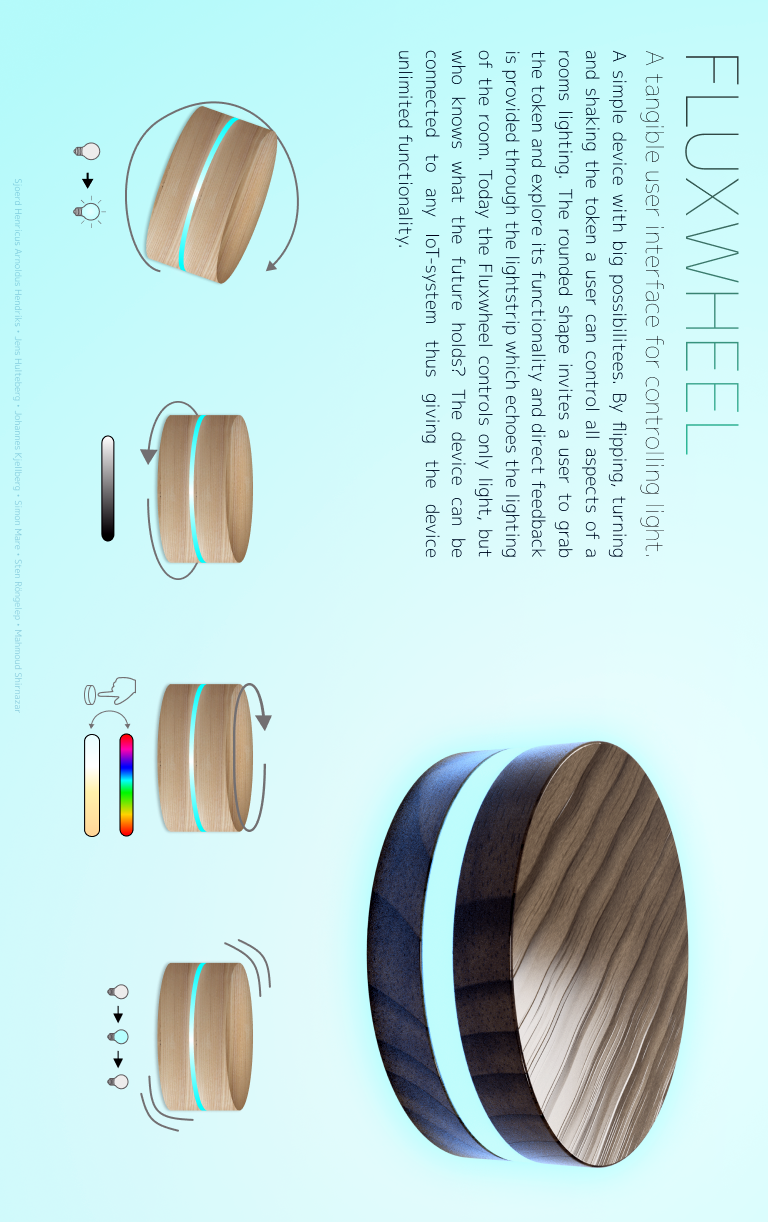 FLUXWHEEL
A tangible user interface for controlling light.
A simple device with big possibilitees. By flipping, turning
and shaking the token a user can control all aspects of a
rooms lighting. The rounded shape invites a user to grab
the token and explore its functionality and direct feedback
is provided through the lightstrip which echoes the lighting
of the room. Today the Fluxwheel controls only light, but
who knows what the future holds? The device can be
connected to any IoT-system thus giving the device
unlimited functionality.
Sjoerd Henricus Arnoldus Hendriks • Jens Hulteberg • Johannes Kjellberg • Simon Mare • Sten Rõngelep • Mahmoud Shirnazar